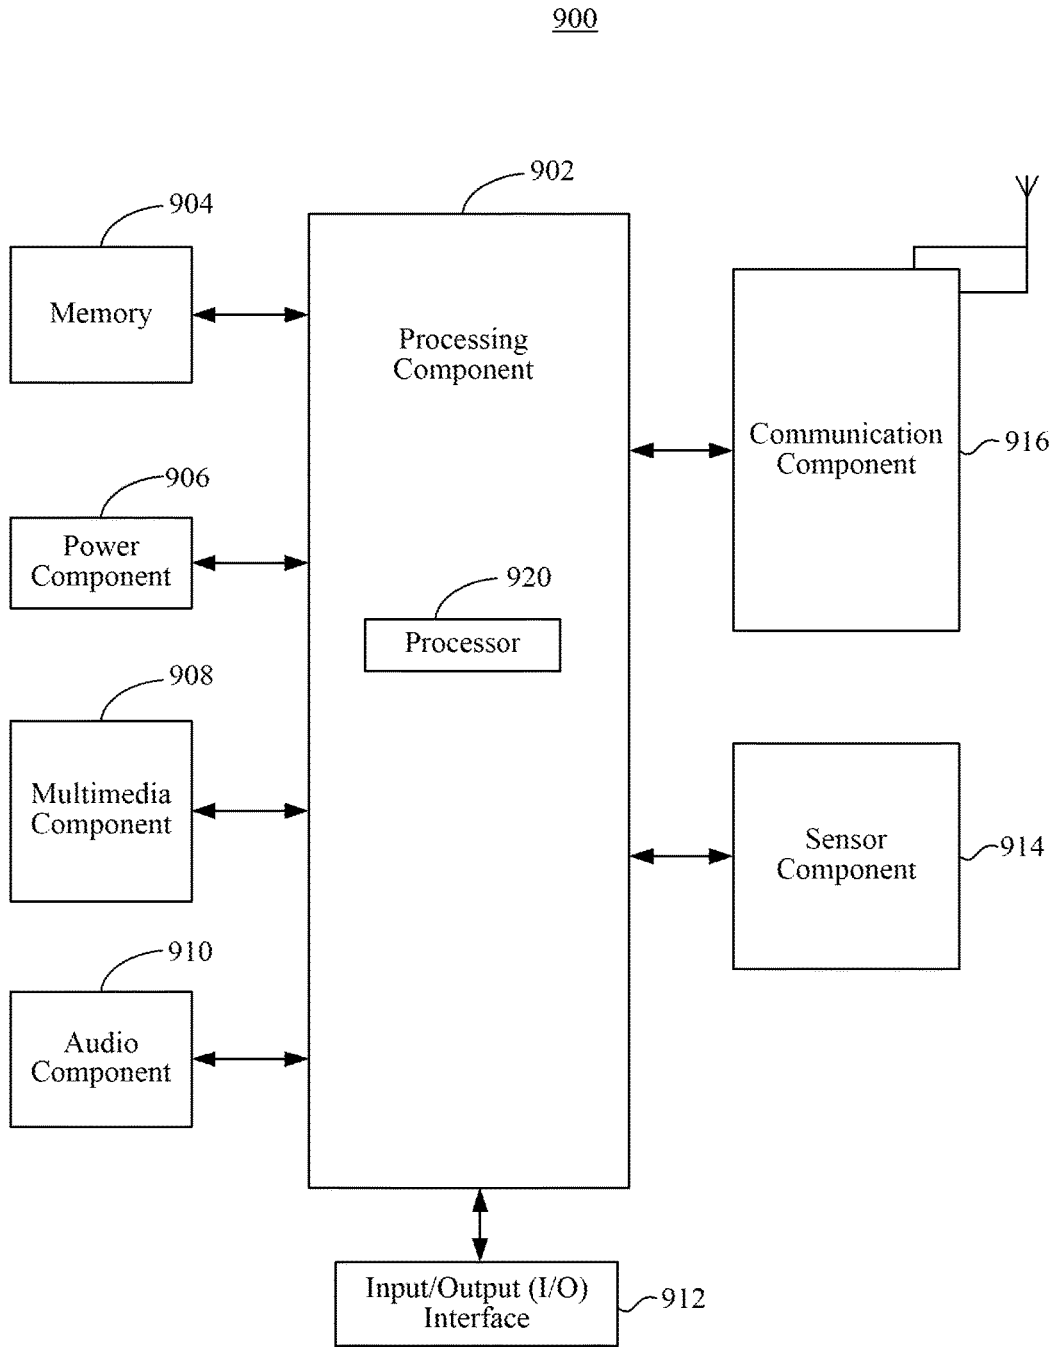 900
902
904
Memory
Processing
Component
Communication
Component
916
906
Power
Component
920
Processor
908
Multimedia
Component
Sensor
Component
914
910
Audio
Component
Input/Output (I/O)
Interface
912